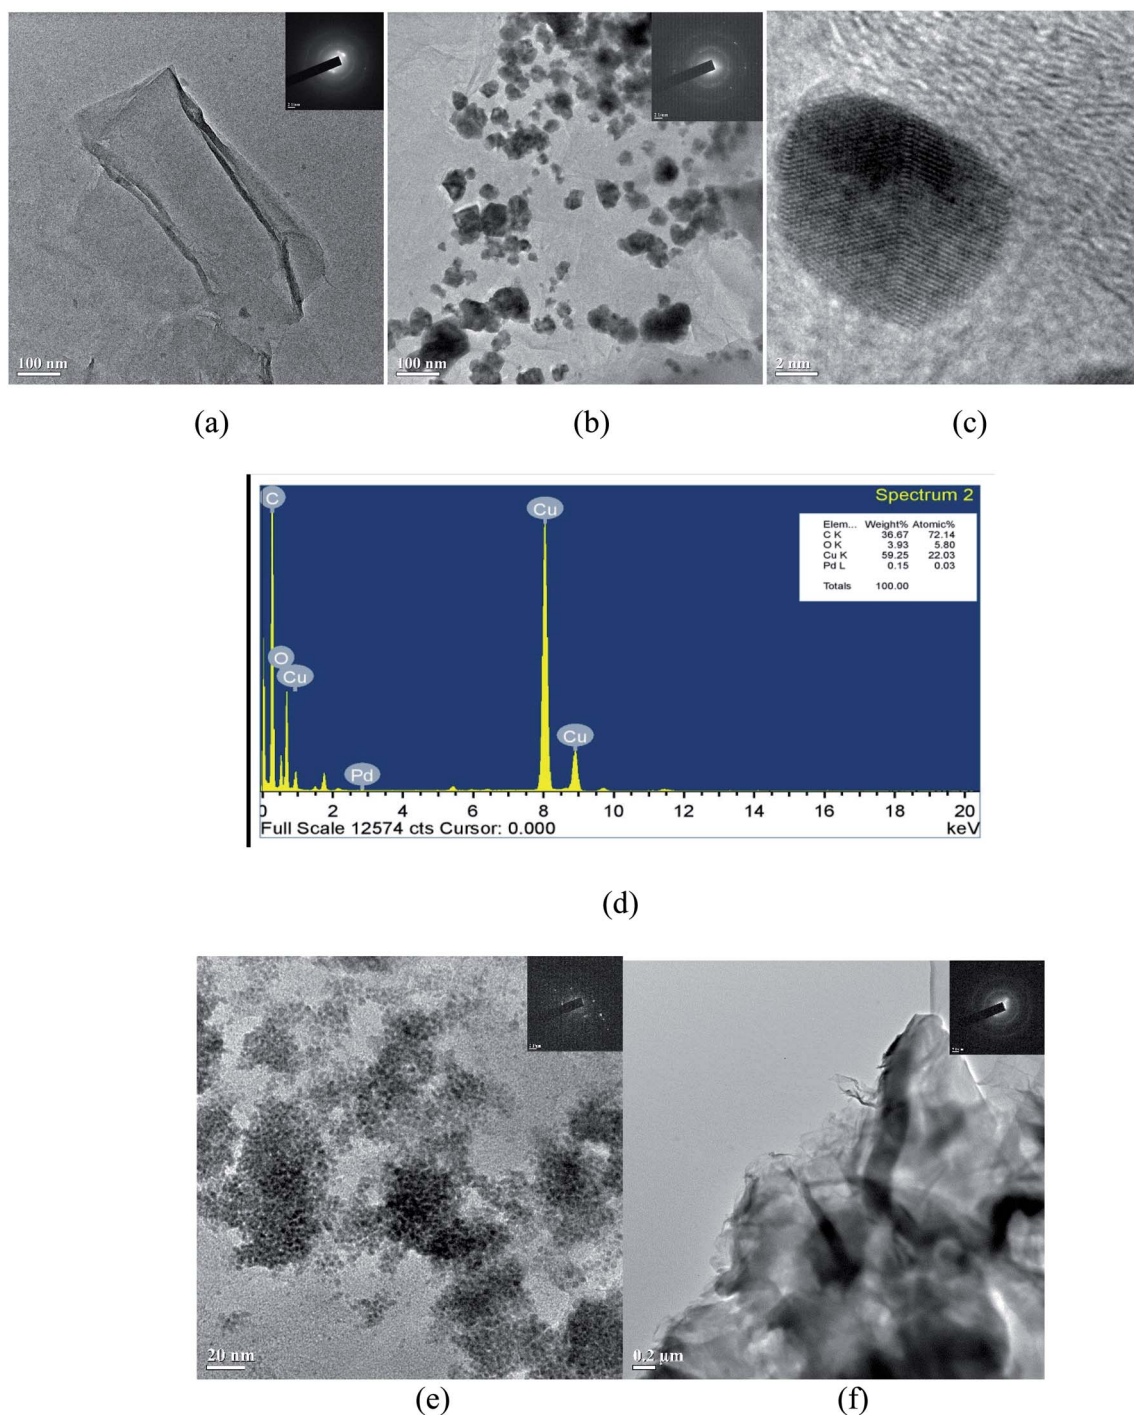 100 nm
100 nm
2 nm
(a)
(b)
(c)
Spectrum 2
C
Cu
O
Cu
Cu
Pd
Elem... Weight% Atomic%
C K 36.67 72.14
O K 3.93 5.80
Cu K 59.25 22.03
Pd L 0.15 0.03
Totals 100.00
0 2 4 6 8 10 12 14 16 18 20
Full Scale 12574 cts Cursor: 0.000 keV
(d)
20 nm
0.2 µm
(e)
(f)